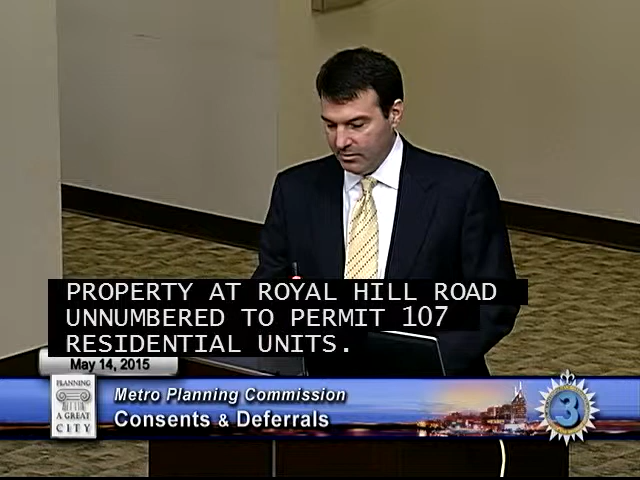 PROPERTY AT ROYAL HILL ROAD
UNNUMBERED TO PERMIT 107
RESIDENTIAL UNITS.
May 14, 2015
PLANNING
A GREAT
CITY
Metro Planning Commission
Consents & Deferrals
3